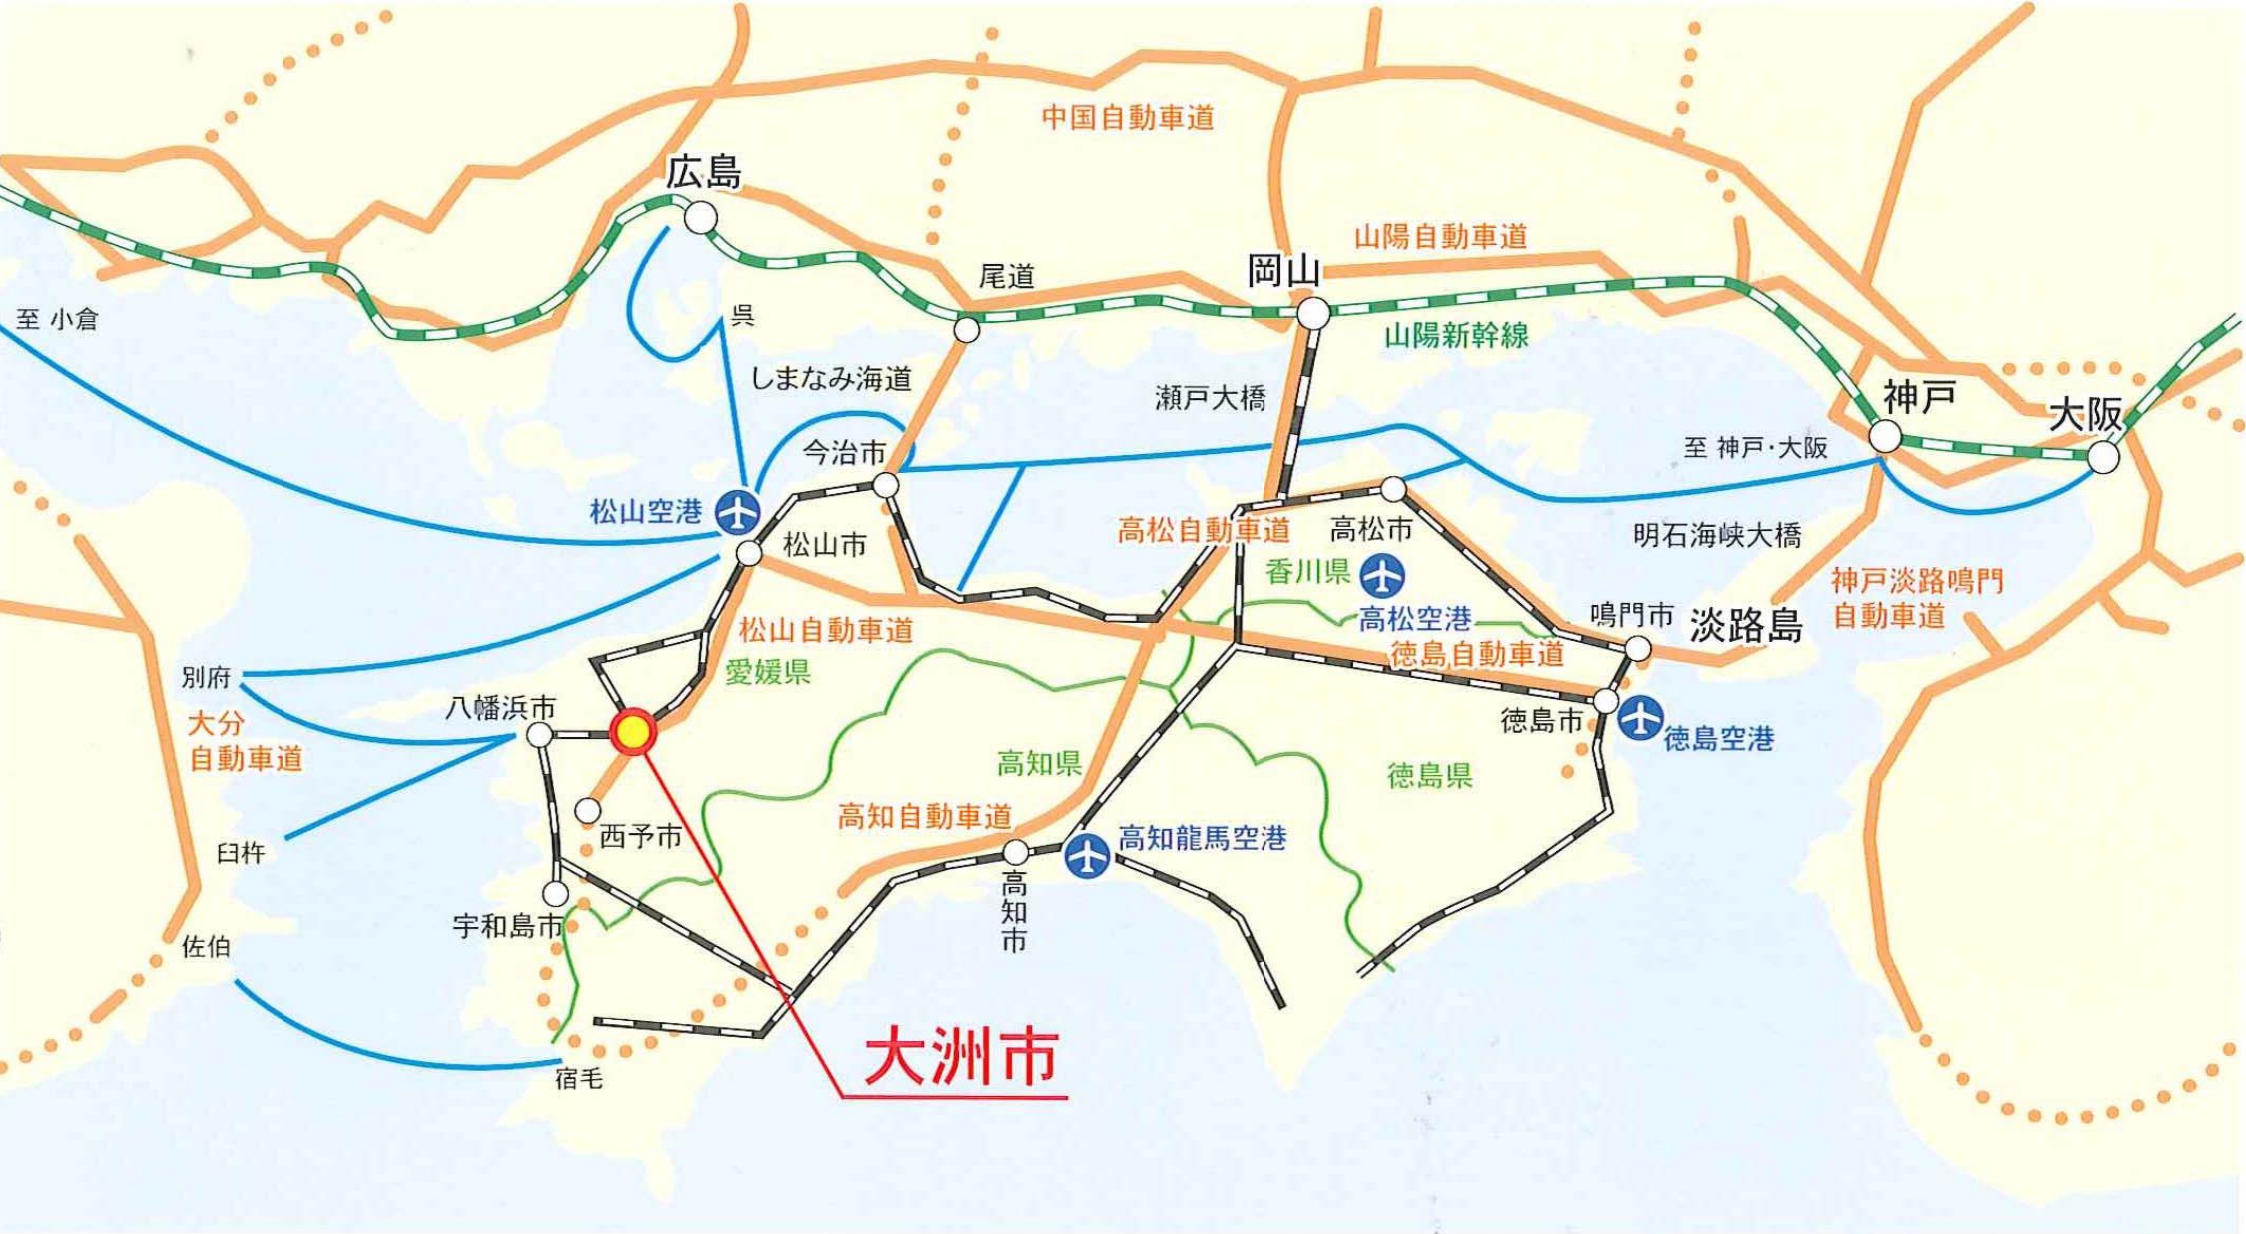 中国自動車道
広島
山陽自動車道
岡山
尾道
至 小倉
呉
山陽新幹線
しまなみ海道
瀬戸大橋
神戸
大阪
今治市
至 神戸・大阪
松山空港
松山市
高松自動車道
高松市
明石海峡大橋
香川県
高松空港
神戸淡路鳴門
自動車道
鳴門市
淡路島
松山自動車道
徳島自動車道
愛媛県
別府
八幡浜市
大分
自動車道
徳島市
徳島空港
高知県
徳島県
高知自動車道
西予市
高知龍馬空港
臼杵
高知市
宇和島市
佐伯
大洲市
宿毛